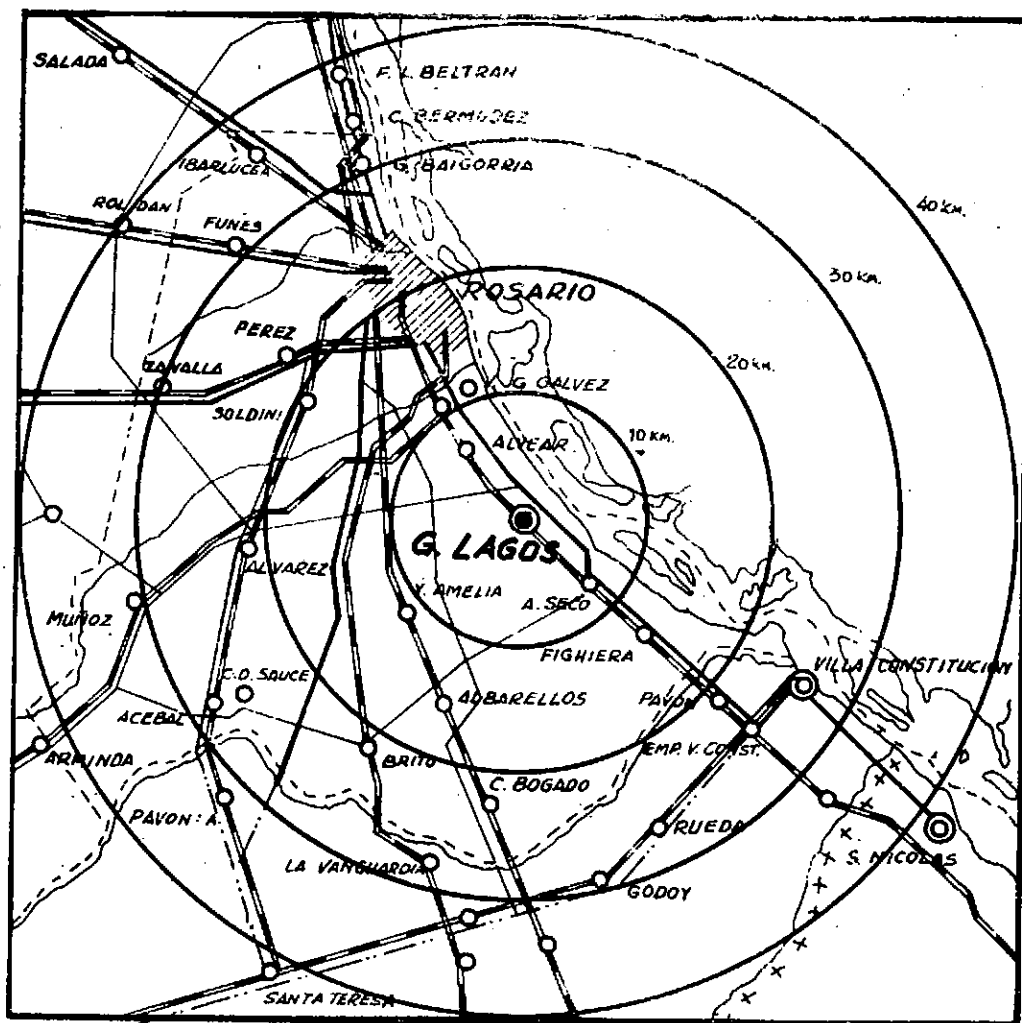 SALADA
F. L. BELTRAN
C. BERMUDEZ
IBARLUCEA
G. BAIGORRIA
ROLDAN
FUNES
40 KM.
30 KM.
ROSARIO
PEREZ
ZAVALLA
20 KM.
SOLDINI
V. G. GALVEZ
ALVEAR
10 KM.
G. LAGOS
ALVAREZ
V. AMELIA
A. SECO
MUÑOZ
FIGHIERA
VILLA CONSTITUCION
C.D. SAUCE
ACEBAL
ALBARELLOS
PAVON
EMP. V. CONST.
ARMINDA
BRITO
C. BOGADO
PAVON: A.
RUEDA
LA VANGUARDIA
S. NICOLAS
GODOY
SANTA TERESA